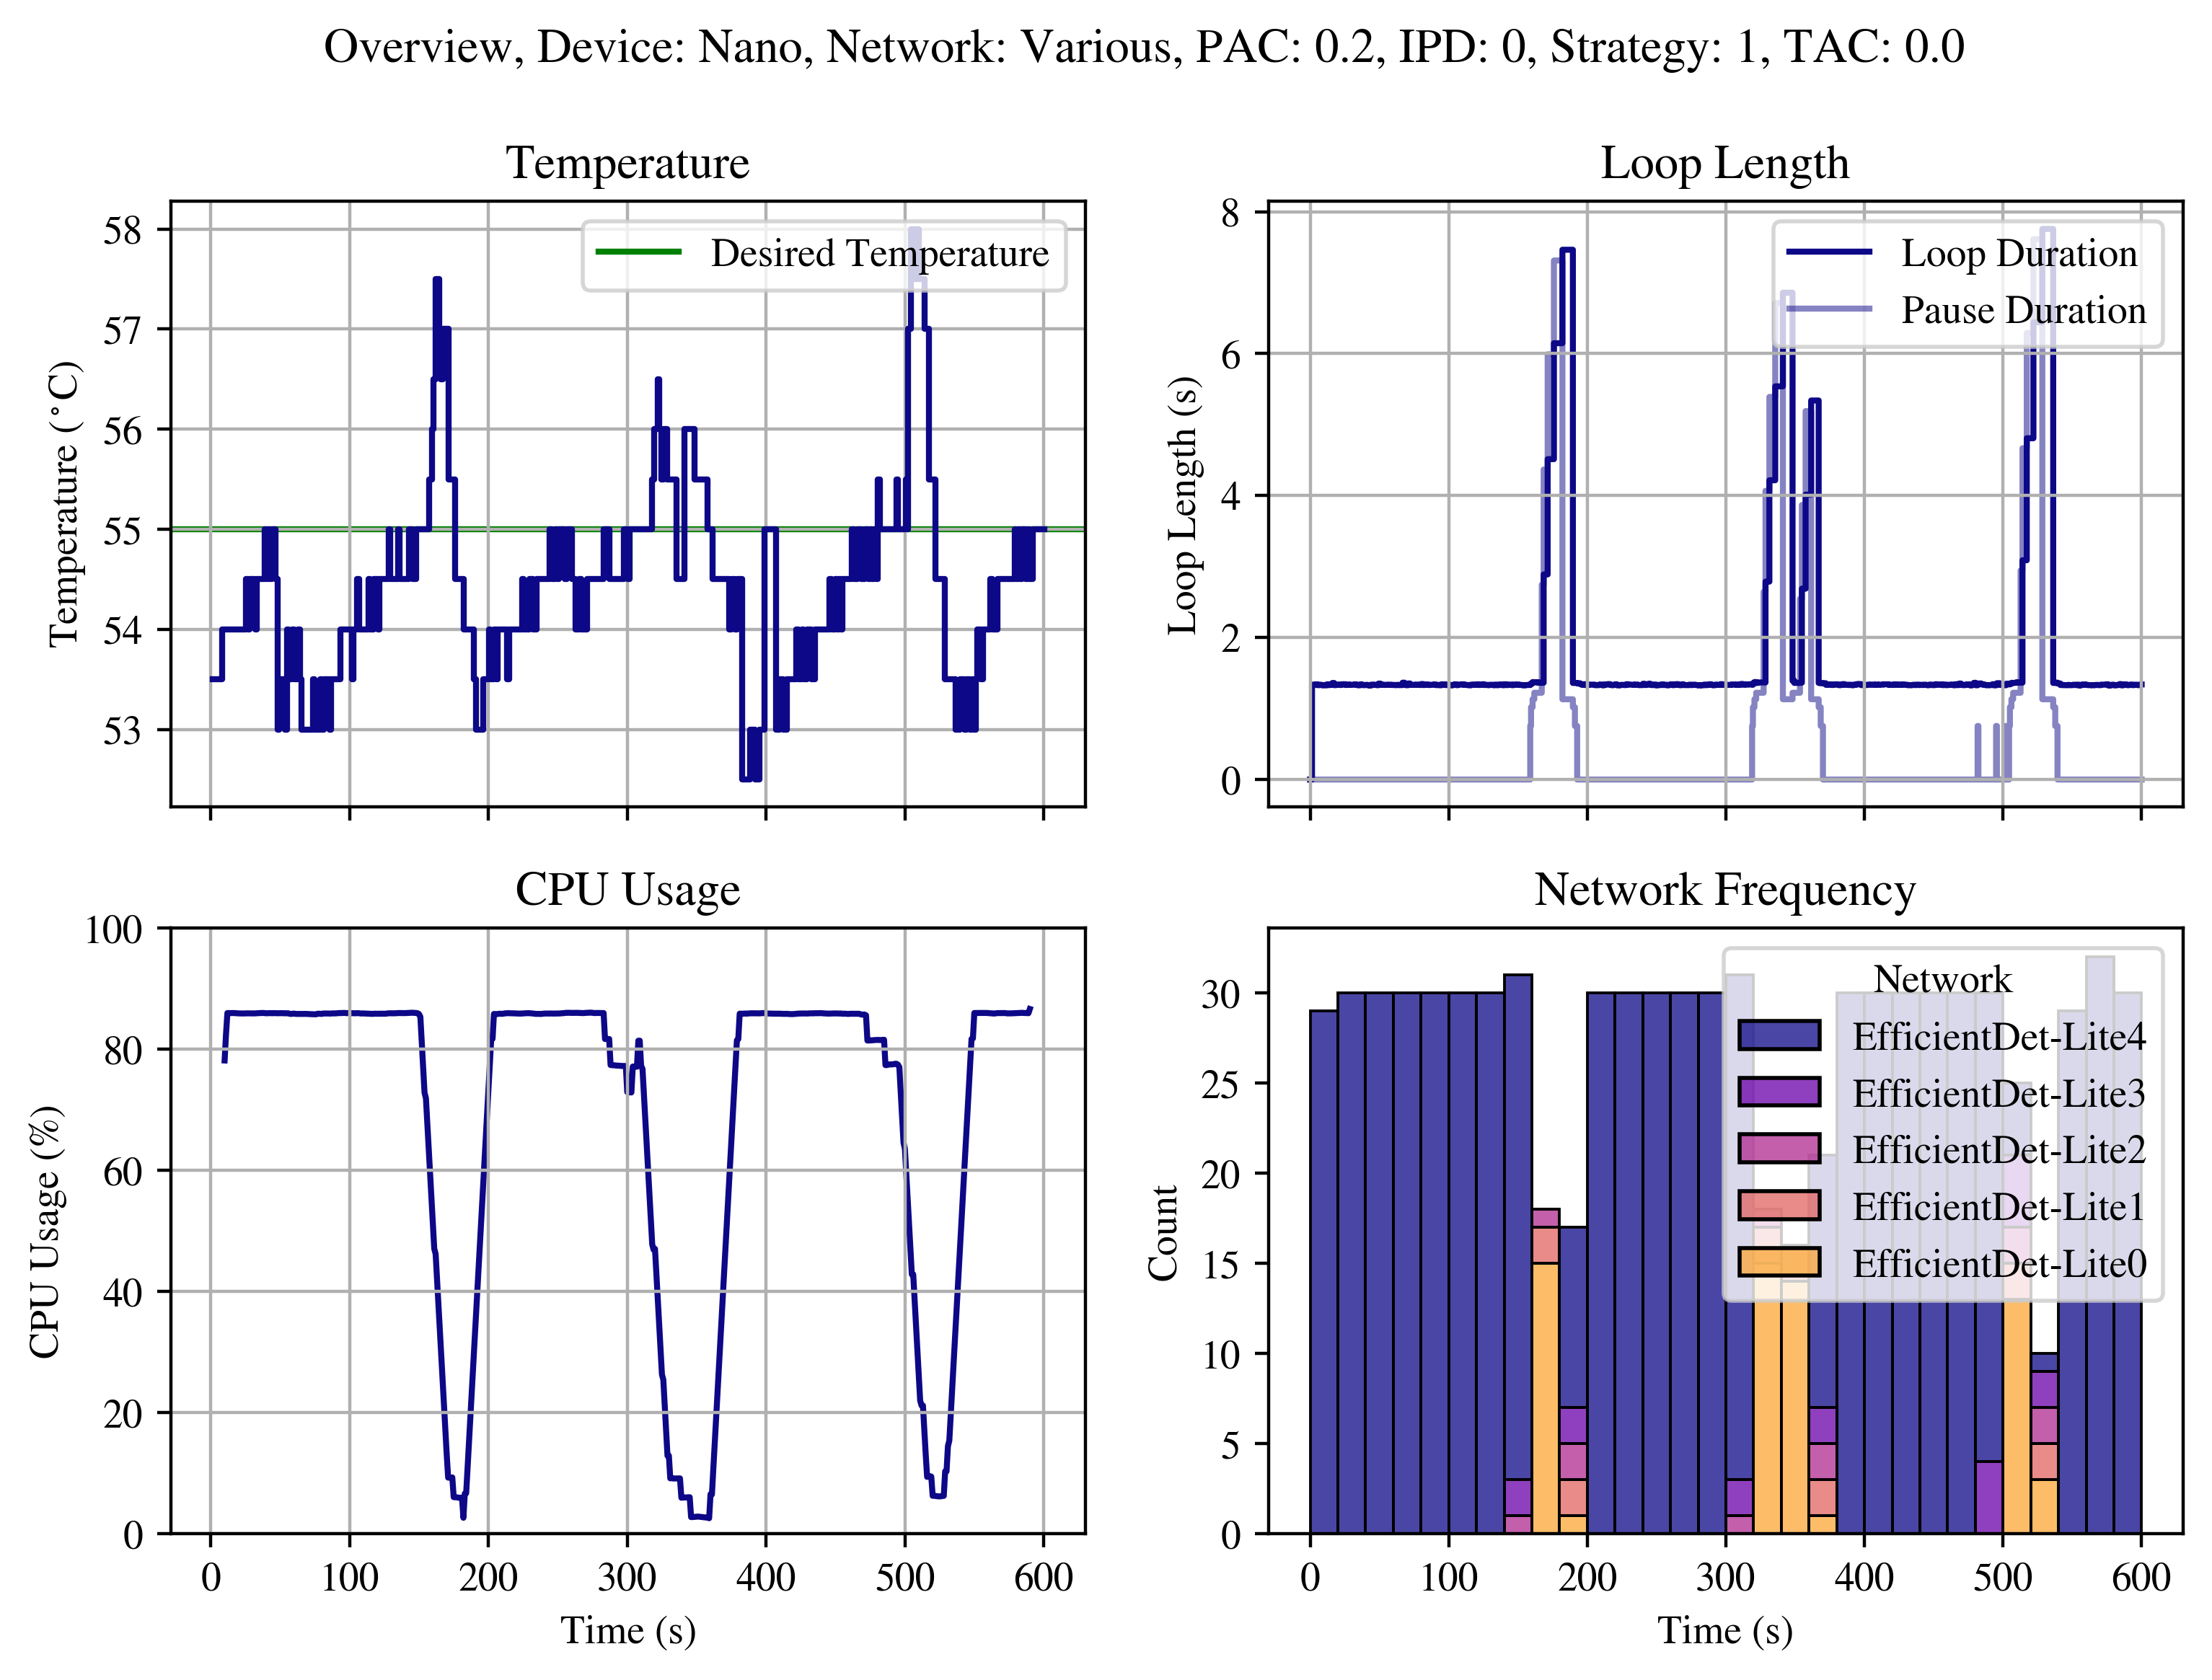 Overview, Device: Nano, Network: Various, PAC: 0.2, IPD: 0, Strategy: 1, TAC: 0.0
Temperature
58
57
56
55
54
53
Temperature (°C)
Desired Temperature
Loop Length
8
6
4
2
0
Loop Length (s)
Loop Duration
Pause Duration
CPU Usage
100
80
60
40
20
0
CPU Usage (%)
0 100 200 300 400 500 600
Time (s)
Network Frequency
30
25
20
15
10
5
0
Count
Network
EfficientDet-Lite4
EfficientDet-Lite3
EfficientDet-Lite2
EfficientDet-Lite1
EfficientDet-Lite0
0 100 200 300 400 500 600
Time (s)